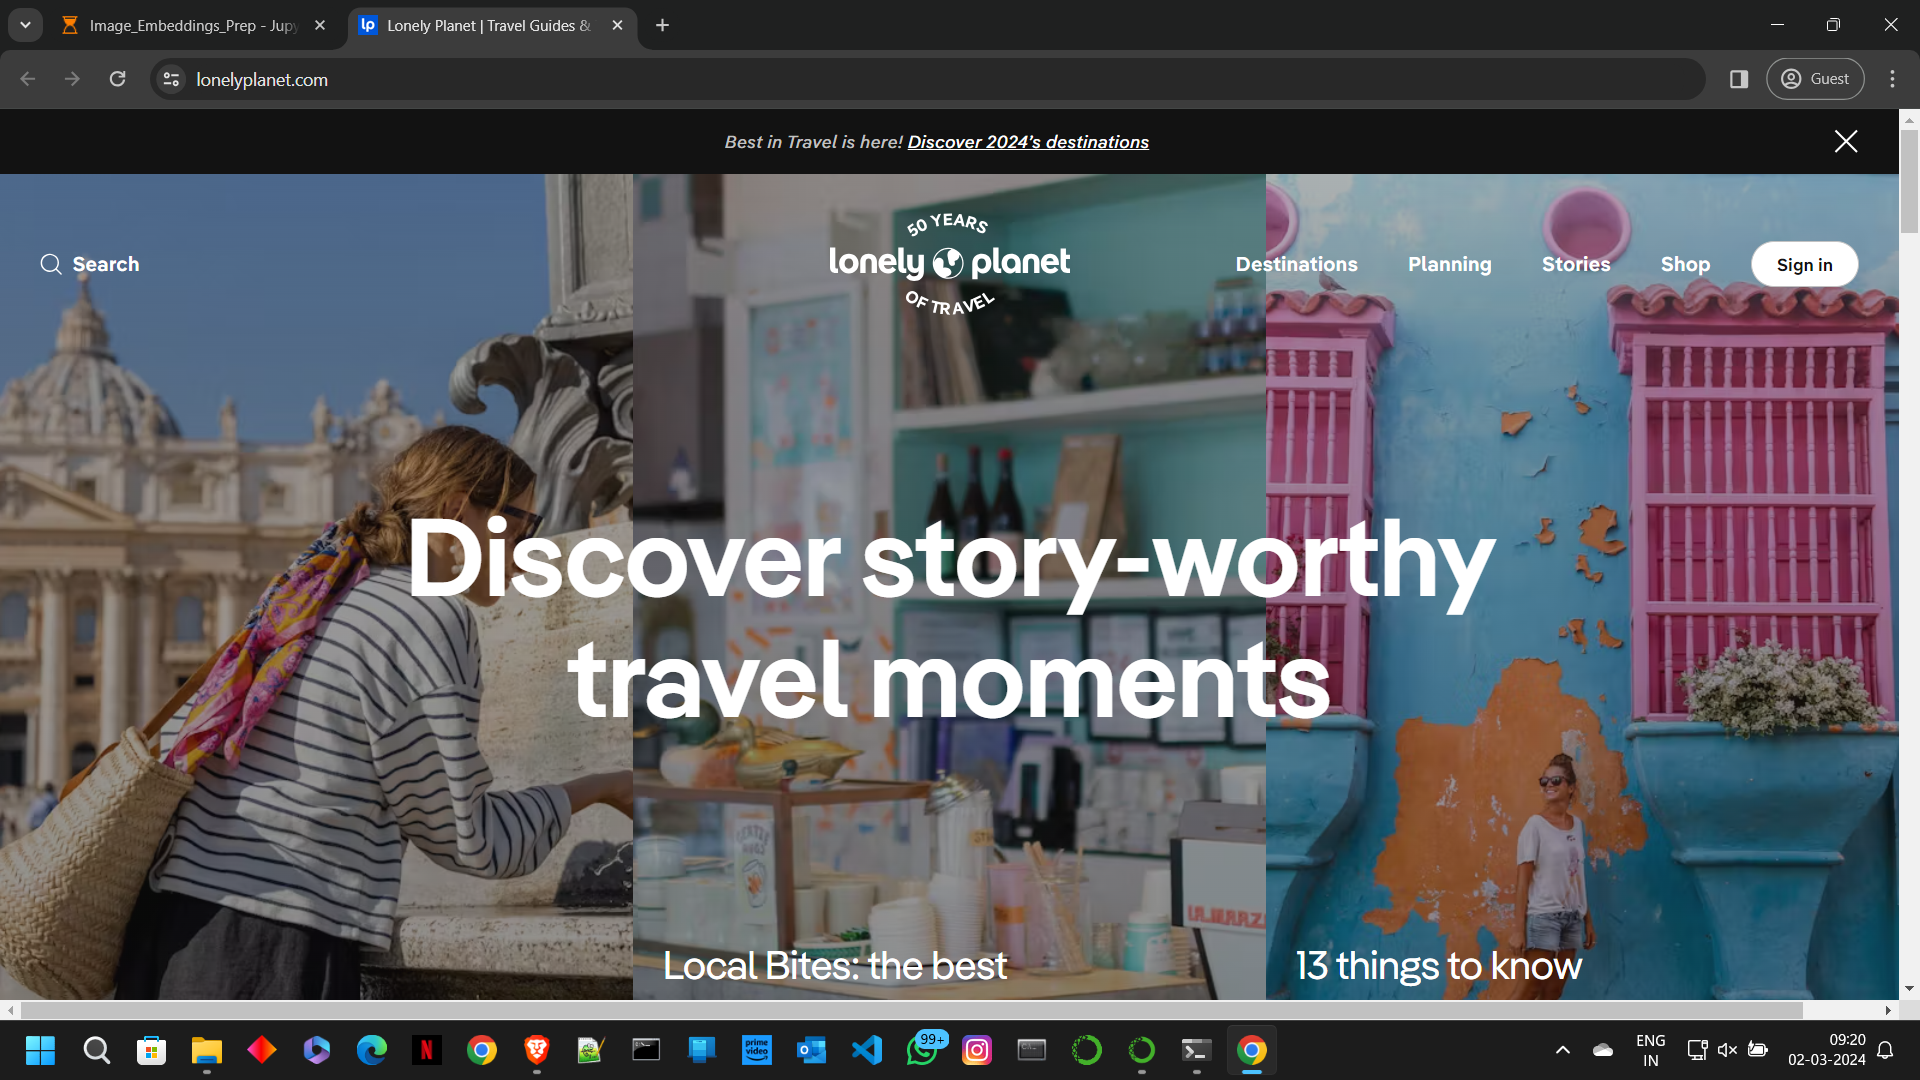 Image_Embeddings_Prep - Jupy
Lonely Planet | Travel Guides &
lonelyplanet.com
Guest
Best in Travel is here! Discover 2024's destinations
Search
50 YEARS
lonely planet
OF TRAVEL
Destinations
Planning
Stories
Shop
Sign in
Discover story-worthy
travel moments
Local Bites: the best
13 things to know
prime
video
99+
ENG
IN
09:20
02-03-2024